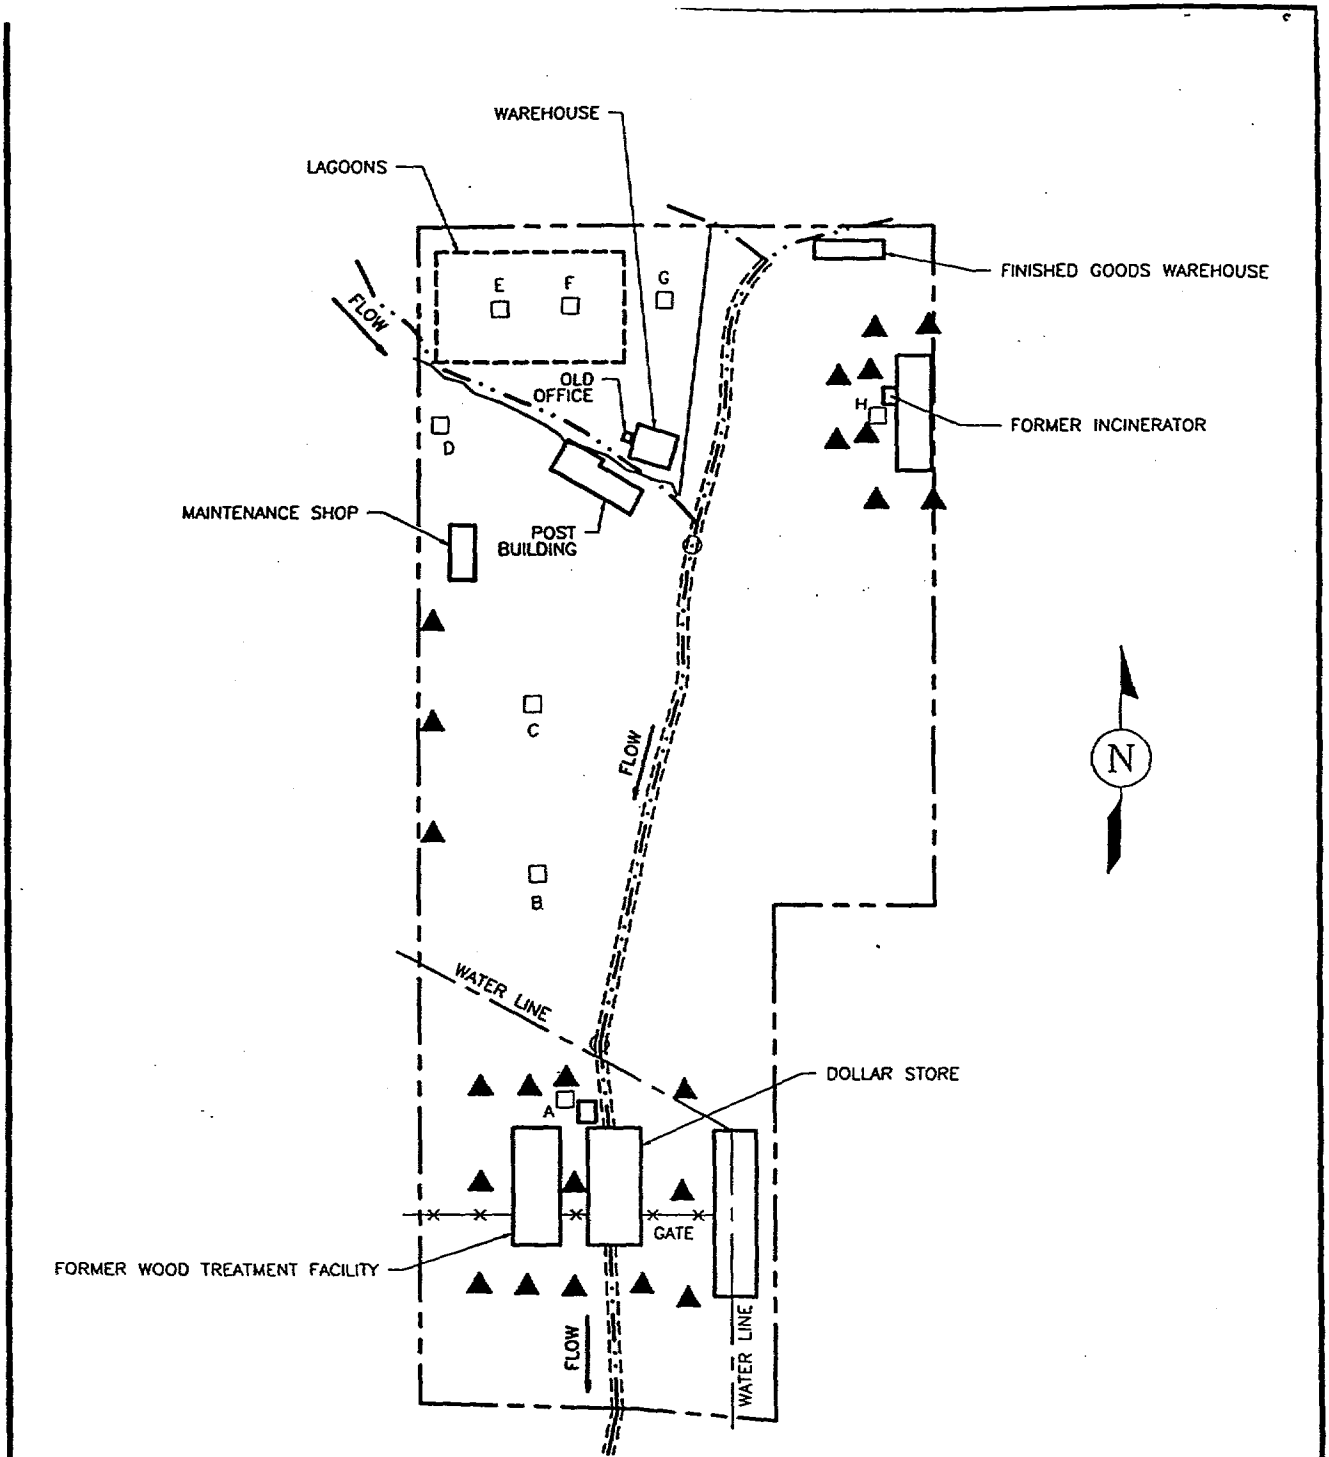 WAREHOUSE
LAGOONS
E
F
G
FINISHED GOODS WAREHOUSE
FLOW
OLD
OFFICE
H
FORMER INCINERATOR
D
MAINTENANCE SHOP
POST
BUILDING
C
FLOW
N
B
WATER LINE
DOLLAR STORE
A
GATE
FORMER WOOD TREATMENT FACILITY
FLOW
WATER LINE